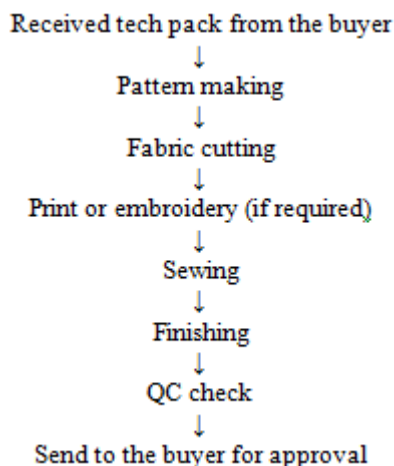 Received tech pack from the buyer
↓
Pattern making
↓
Fabric cutting
↓
Print or embroidery (if required)
↓
Sewing
↓
Finishing
↓
QC check
↓
Send to the buyer for approval